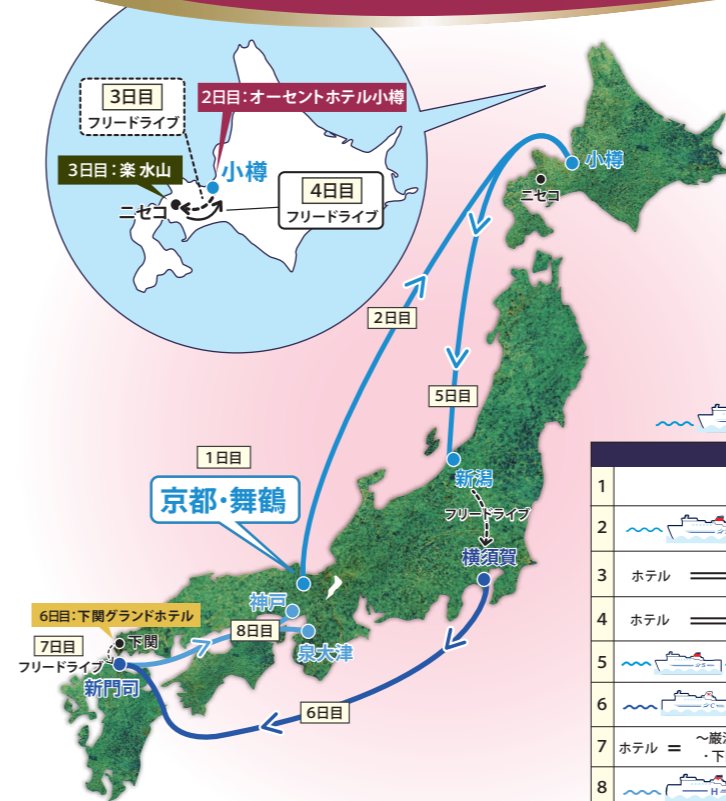 3日目
フリードライブ
2日目:オーセントホテル小樽
3日目:楽 水山
小樽
ニセコ
4日目
フリードライブ
小樽
ニセコ
2日目
5日目
1日目
京都・舞鶴
新潟
フリードライブ
横須賀
神戸
6日目:下関グランドホテル
8日目
泉大津
7日目
下関
フリードライブ
新門司
6日目
1
2
3 ホテル
4 ホテル
5
6
7 ホテル =
・下
8 H